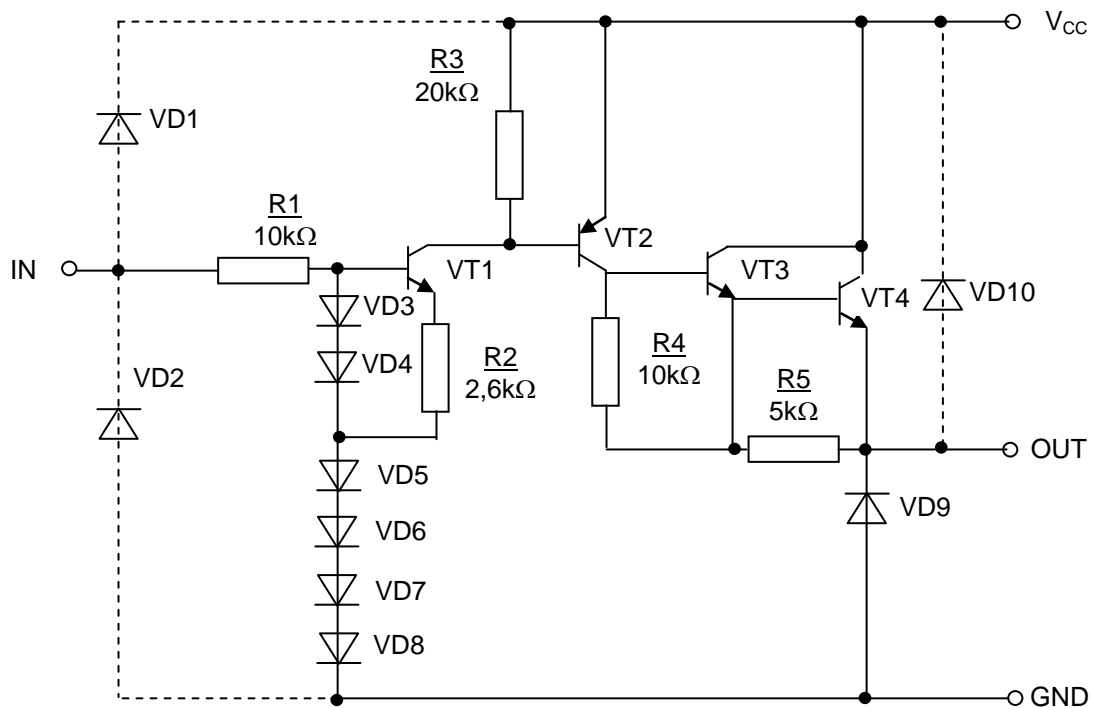 V_CC
R3
20kΩ
VD1
R1
10kΩ
IN
VT1
VT2
VT3
VD3
VT4
VD10
VD4
R2
2,6kΩ
R4
10kΩ
VD2
R5
5kΩ
OUT
VD5
VD9
VD6
VD7
VD8
GND